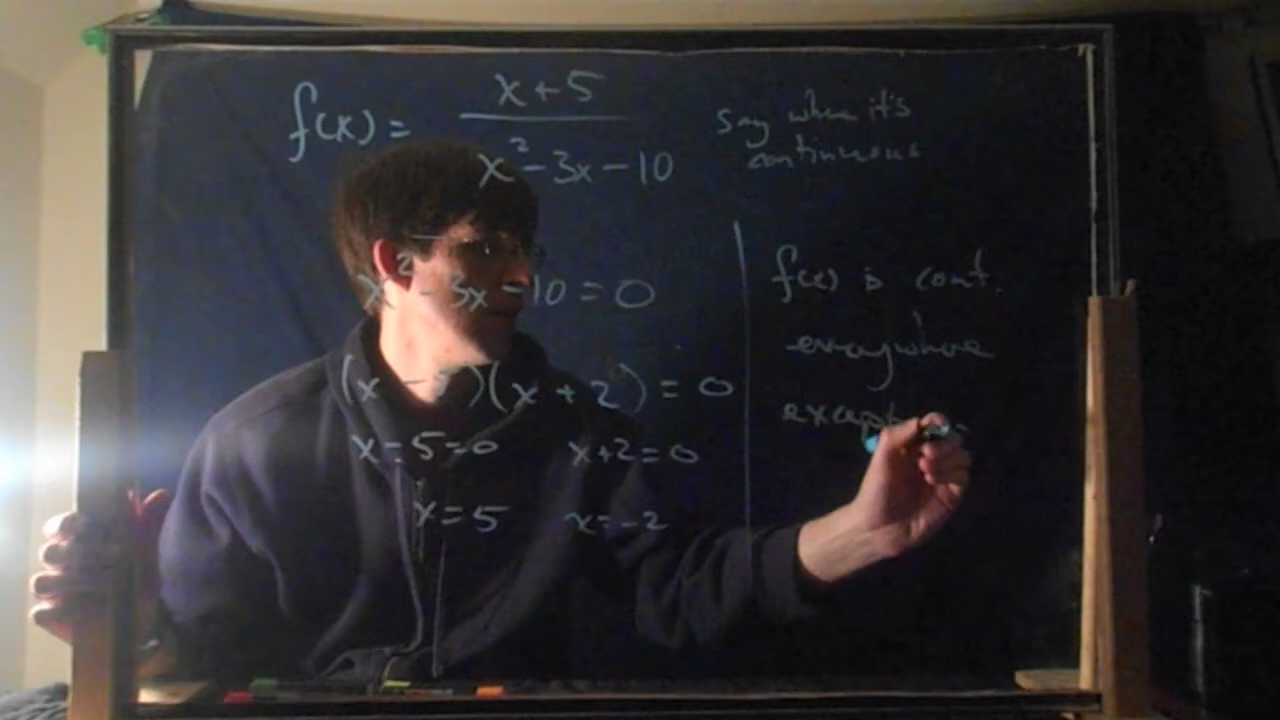 f(x) = x+5 / x²-3x-10
say where it's
continuous
x²-3x-10=0
(x-5)(x+2)=0
x-5=0 x+2=0
x=5 x=-2
f(x) is cont.
everywhere
except